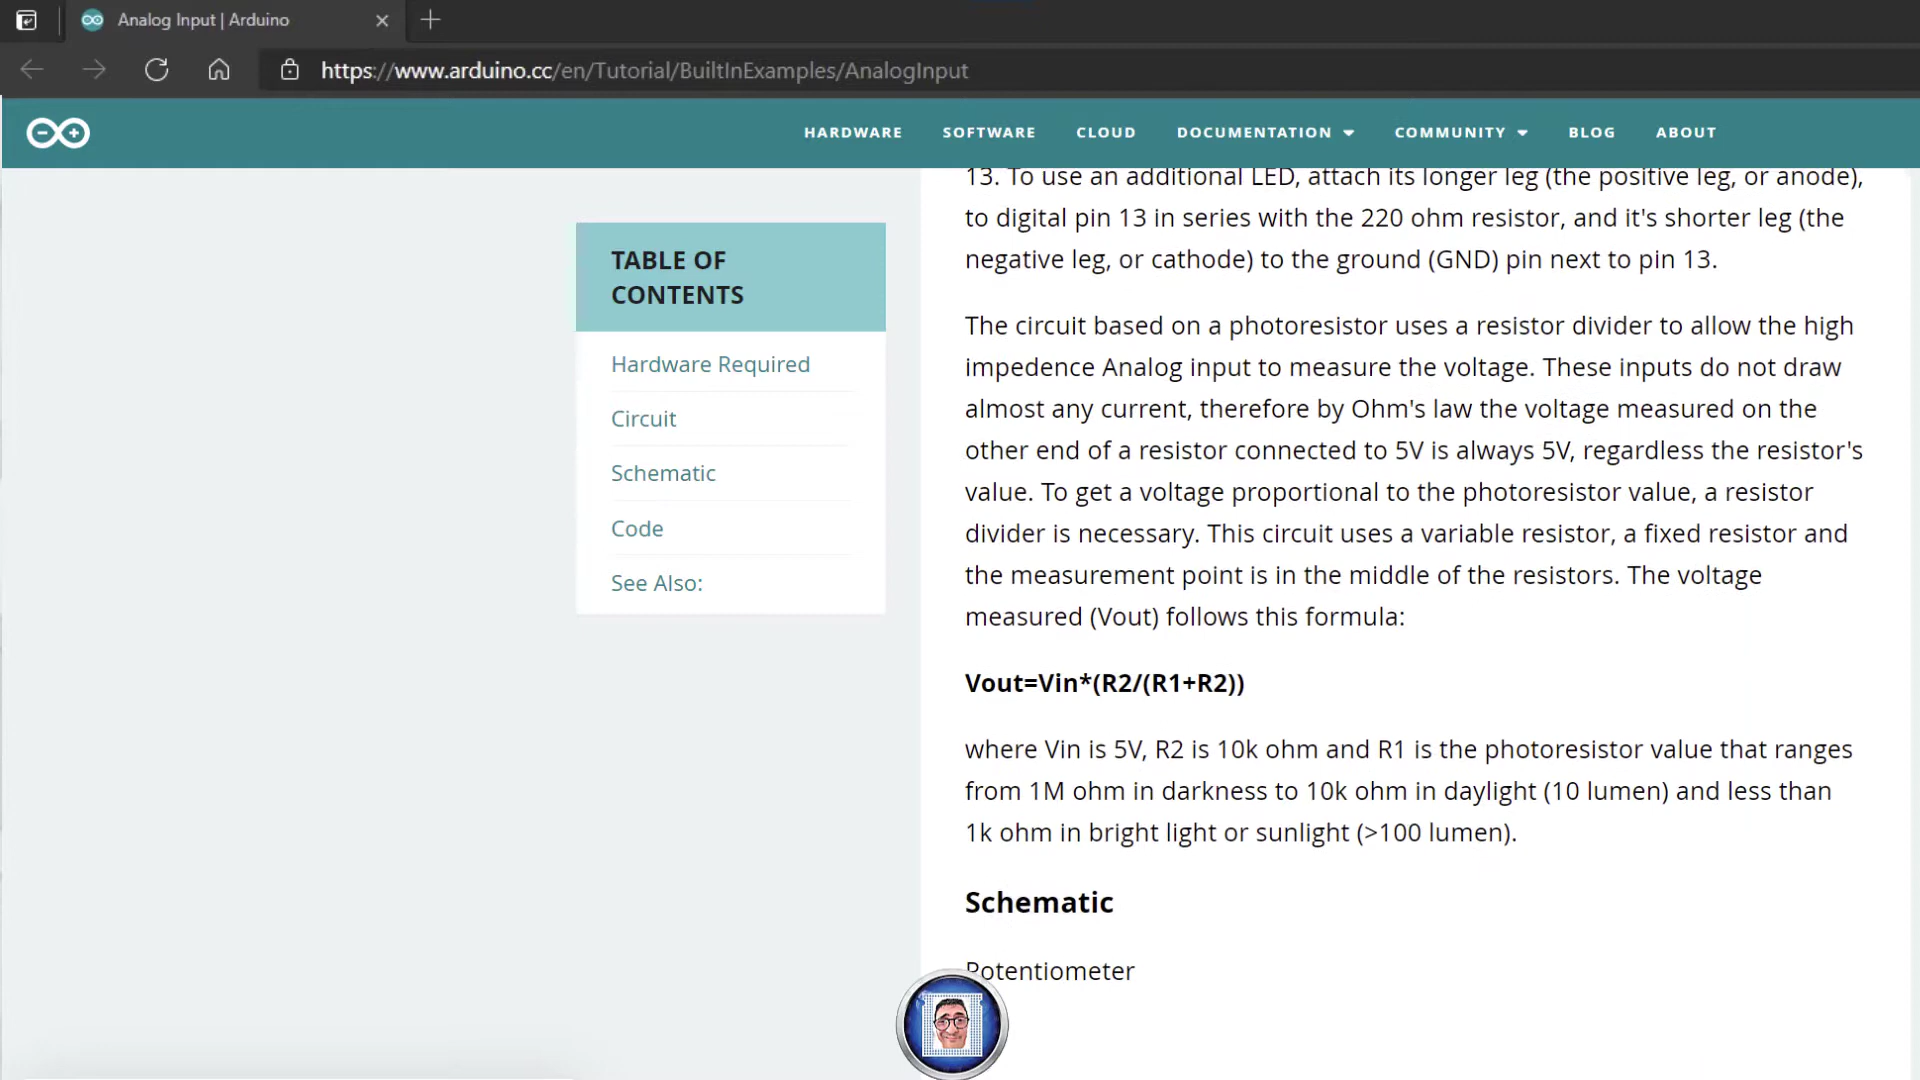 Analog Input | Arduino
https://www.arduino.cc/en/Tutorial/BuiltInExamples/AnalogInput
HARDWARE SOFTWARE CLOUD DOCUMENTATION COMMUNITY BLOG ABOUT
TABLE OF
CONTENTS
Hardware Required
Circuit
Schematic
Code
See Also:
13. To use an additional LED, attach its longer leg (the positive leg, or anode),
to digital pin 13 in series with the 220 ohm resistor, and it's shorter leg (the
negative leg, or cathode) to the ground (GND) pin next to pin 13.
The circuit based on a photoresistor uses a resistor divider to allow the high
impedence Analog input to measure the voltage. These inputs do not draw
almost any current, therefore by Ohm's law the voltage measured on the
other end of a resistor connected to 5V is always 5V, regardless the resistor's
value. To get a voltage proportional to the photoresistor value, a resistor
divider is necessary. This circuit uses a variable resistor, a fixed resistor and
the measurement point is in the middle of the resistors. The voltage
measured (Vout) follows this formula:
Vout=Vin*(R2/(R1+R2))
where Vin is 5V, R2 is 10k ohm and R1 is the photoresistor value that ranges
from 1M ohm in darkness to 10k ohm in daylight (10 lumen) and less than
1k ohm in bright light or sunlight (>100 lumen).
Schematic
Potentiometer